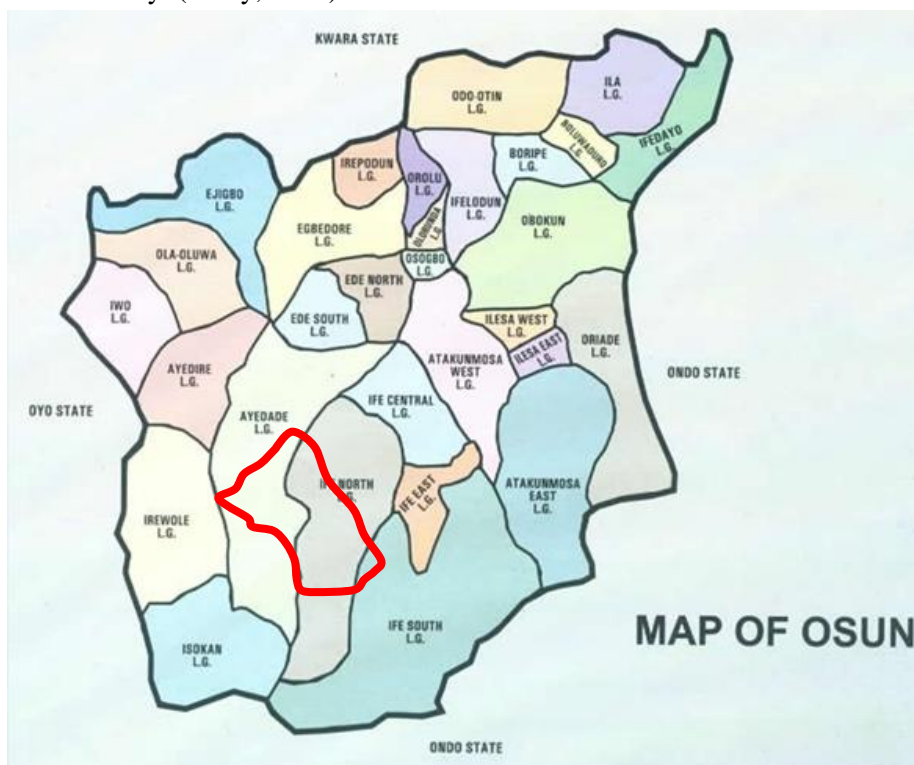 KWARA STATE
ILA
L.G.
ODO-OTIN
L.G.
BOLUWADURO
L.G.
IFEDAYO
L.G.
IREPODUN
L.G.
BORIPE
L.G.
OROLU
L.G.
EJIGBO
L.G.
IFELODUN
L.G.
OLORUNDA
L.G.
OBOKUN
L.G.
EGBEDORE
L.G.
OLA-OLUWA
L.G.
OSOGBO
L.G.
EDE NORTH
L.G.
IWO
L.G.
EDE SOUTH
L.G.
ILESA WEST
L.G.
ORIADE
L.G.
ILESA EAST
L.G.
ATAKUNMOSA
WEST
L.G.
AYEDIRE
L.G.
ONDO STATE
IFE CENTRAL
L.G.
OYO STATE
AYEDADE
L.G.
IFE NORTH
L.G.
IFE EAST
L.G.
ATAKUNMOSA
EAST
L.G.
IREWOLE
L.G.
IFE SOUTH
L.G.
MAP OF OSUN
ISOKAN
L.G.
ONDO STATE